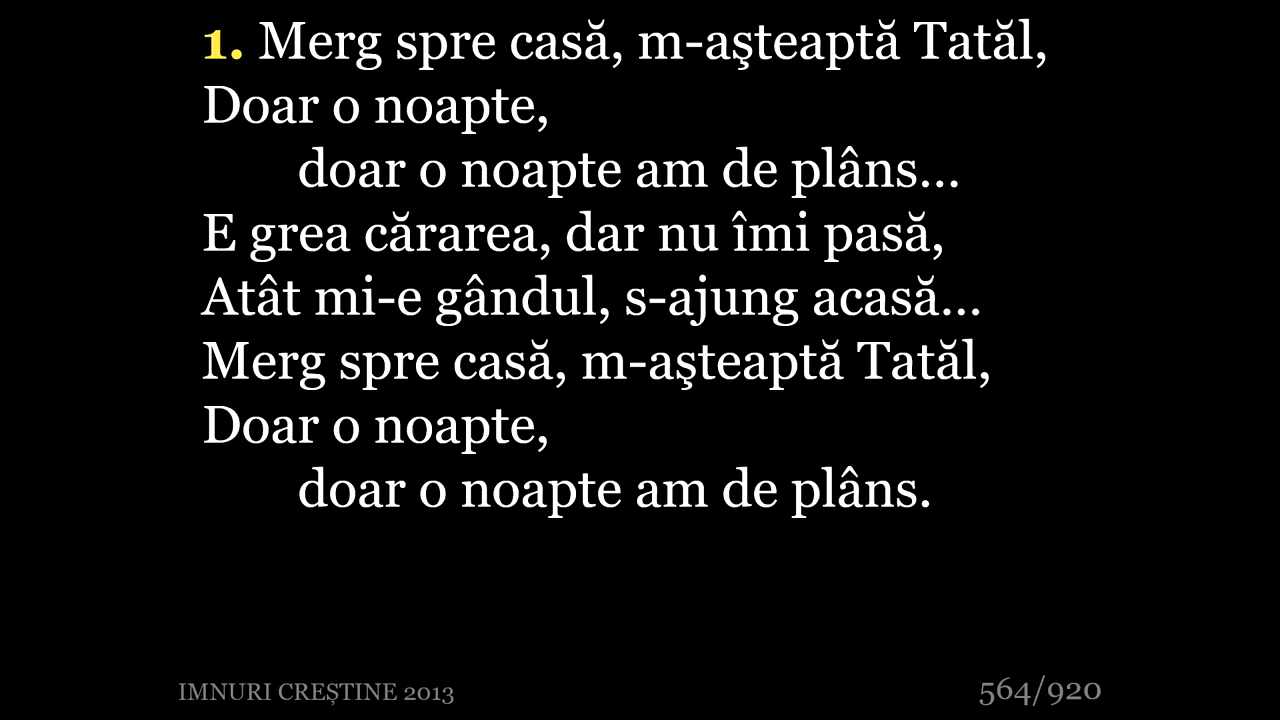 1. Merg spre casă, m-aşteaptă Tatăl,
Doar o noapte,
doar o noapte am de plâns...
E grea cărarea, dar nu îmi pasă,
Atât mi-e gândul, s-ajung acasă...
Merg spre casă, m-aşteaptă Tatăl,
Doar o noapte,
doar o noapte am de plâns.
IMNURI CREȘTINE 2013
564/920